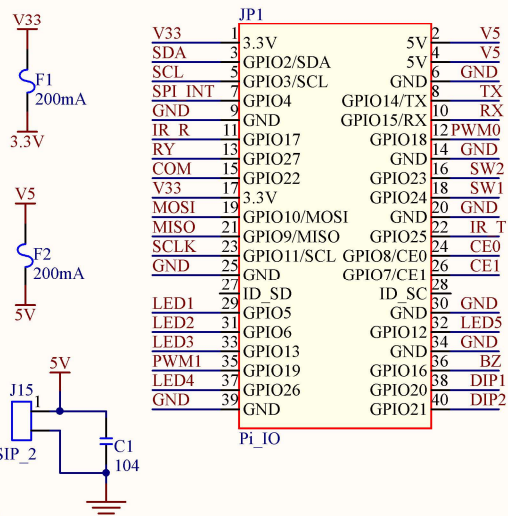 V33
F1
200mA
3.3V
V5
F2
200mA
5V
5V
J15
1
SIP_2
C1
104
JP1
V33 1 3.3V 5V 2 V5
SDA 3 GPIO2/SDA 5V 4 V5
SCL 5 GPIO3/SCL GND 6 GND
SPI_INT 7 GPIO4 GPIO14/TX 8 TX
GND 9 GND GPIO15/RX 10 RX
IR_R 11 GPIO17 GPIO18 12 PWM0
RY 13 GPIO27 GND 14 GND
COM 15 GPIO22 GPIO23 16 SW2
V33 17 3.3V GPIO24 18 SW1
MOSI 19 GPIO10/MOSI GND 20 GND
MISO 21 GPIO9/MISO GPIO25 22 IR_T
SCLK 23 GPIO11/SCL GPIO8/CE0 24 CE0
GND 25 GND GPIO7/CE1 26 CE1
27 ID_SD ID_SC 28
LED1 29 GPIO5 GND 30 GND
LED2 31 GPIO6 GPIO12 32 LED5
LED3 33 GPIO13 GND 34 GND
PWM1 35 GPIO19 GPIO16 36 BZ
LED4 37 GPIO26 GPIO20 38 DIP1
GND 39 GND GPIO21 40 DIP2
Pi_IO